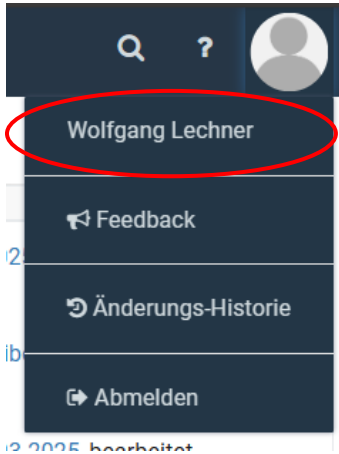 ?
Wolfgang Lechner
Feedback
Änderungs-Historie
Abmelden
bearbeitet